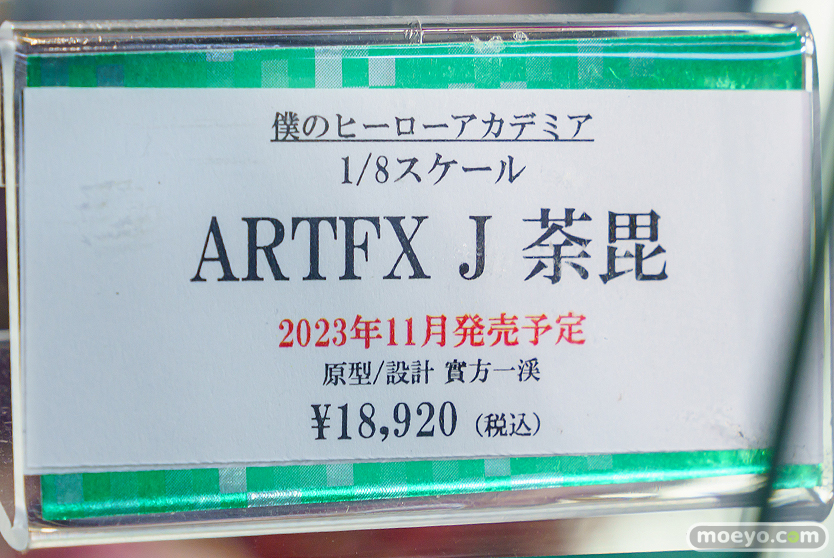 僕のヒーローアカデミア
1/8スケール
ARTFX J 荼毘
2023年11月発売予定
原型/設計 實方一渓
¥18,920（税込）
moeyo.com